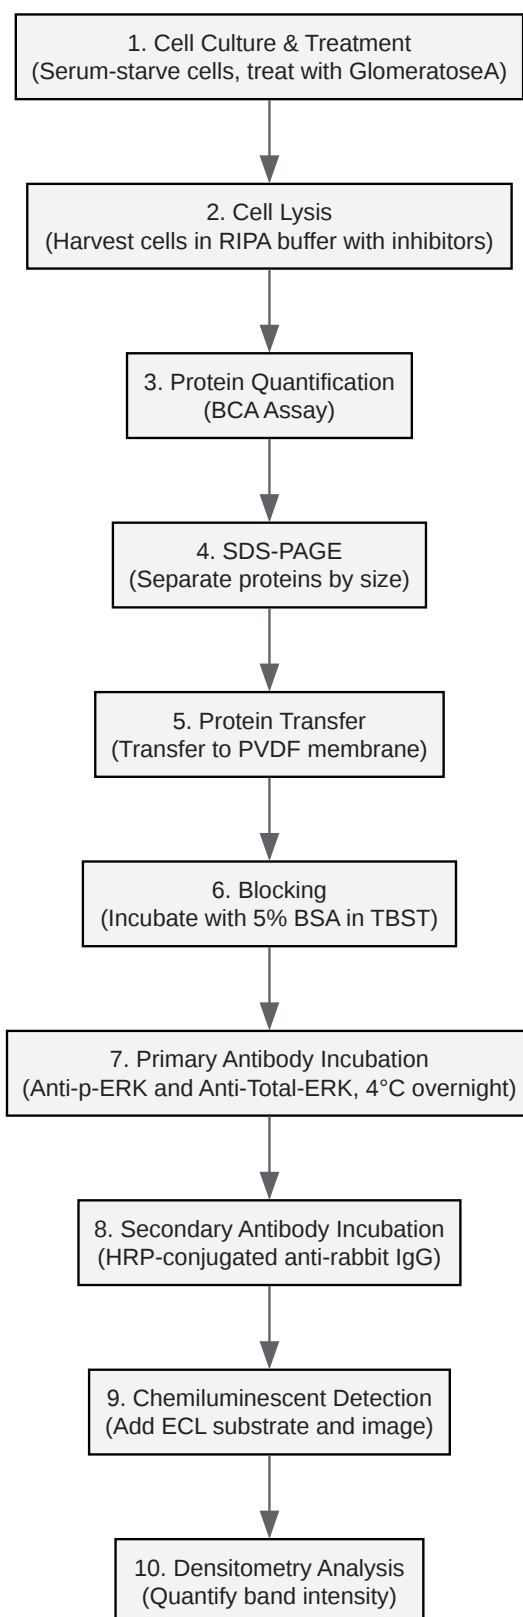 1. Cell Culture & Treatment
(Serum-starve cells, treat with GlomeratoseA)
2. Cell Lysis
(Harvest cells in RIPA buffer with inhibitors)
3. Protein Quantification
(BCA Assay)
4. SDS-PAGE
(Separate proteins by size)
5. Protein Transfer
(Transfer to PVDF membrane)
6. Blocking
(Incubate with 5% BSA in TBST)
7. Primary Antibody Incubation
(Anti-p-ERK and Anti-Total-ERK, 4°C overnight)
8. Secondary Antibody Incubation
(HRP-conjugated anti-rabbit IgG)
9. Chemiluminescent Detection
(Add ECL substrate and image)
10. Densitometry Analysis
(Quantify band intensity)